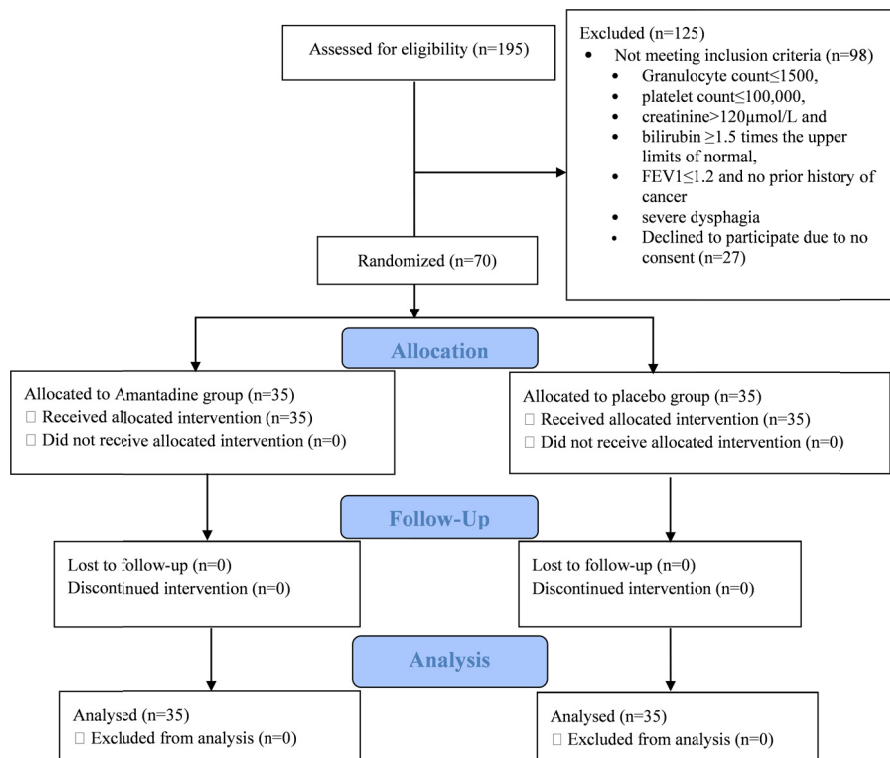 Assessed for eligibility (n=195)
Excluded (n=125)
• Not meeting inclusion criteria (n=98)
• Granulocyte count≤1500,
• platelet count≤100,000,
• creatinine>120µmol/L and
• bilirubin ≥1.5 times the upper
limits of normal,
• FEV1≤1.2 and no prior history of
cancer
• severe dysphagia
• Declined to participate due to no
consent (n=27)
Randomized (n=70)
Allocation
Allocated to Amantadine group (n=35)
□ Received allocated intervention (n=35)
□ Did not receive allocated intervention (n=0)
Allocated to placebo group (n=35)
□ Received allocated intervention (n=35)
□ Did not receive allocated intervention (n=0)
Follow-Up
Lost to follow-up (n=0)
Discontinued intervention (n=0)
Lost to follow-up (n=0)
Discontinued intervention (n=0)
Analysis
Analysed (n=35)
□ Excluded from analysis (n=0)
Analysed (n=35)
□ Excluded from analysis (n=0)